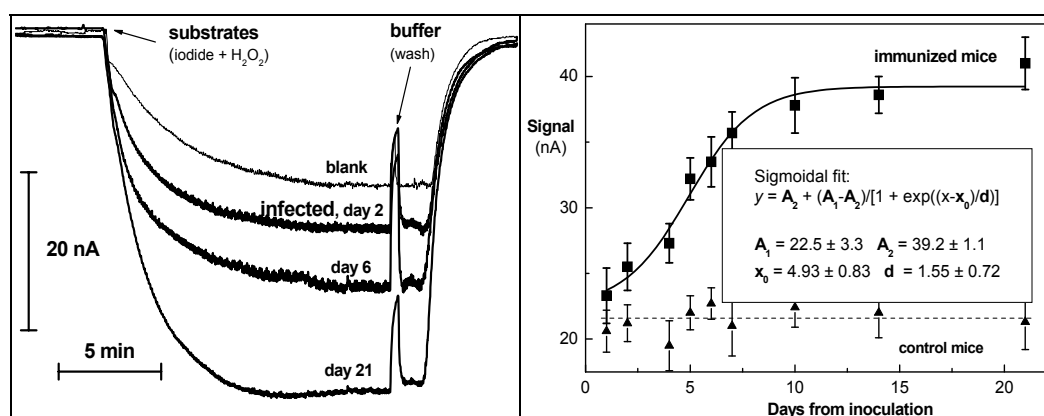 substrates
(iodide + H₂O₂)
buffer
(wash)
blank
infected, day 2
day 6
day 21
20 nA
5 min
immunized mice
Signal
(nA)
40
30
20
Sigmoidal fit:
y = A₂ + (A₁-A₂)/[1 + exp((x-x₀)/d)]
A₁ = 22.5 ± 3.3 A₂ = 39.2 ± 1.1
x₀ = 4.93 ± 0.83 d = 1.55 ± 0.72
control mice
0 5 10 15 20
Days from inoculation